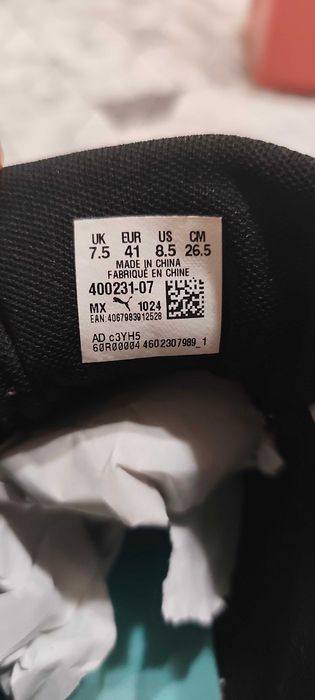 UK EUR US CM
7.5 41 8.5 26.5
MADE IN CHINA
FABRIQUÉ EN CHINE
400231-07
MX 1024
EAN:4067983912528
AD c3YH5
60R00004 4602307989_1